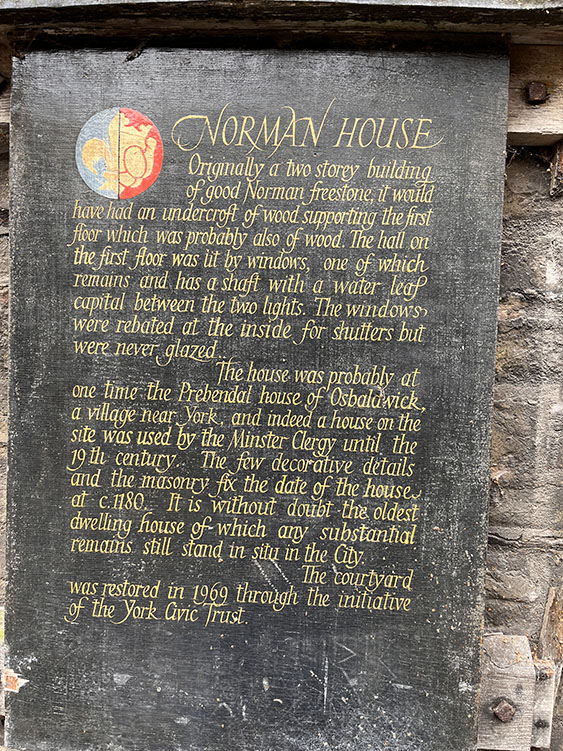 NORMAN HOUSE
Originally a two storey building
of good Norman freestone, it would
have had an undercroft of wood supporting the first
floor which was probably also of wood. The hall on
the first floor was lit by windows, one of which
remains and has a shaft with a water leaf
capital between the two lights. The windows
were rebated at the inside for shutters but
were never glazed.
The house was probably at
one time the Prebendal house of Osbaldwick,
a village near York, and indeed a house on the
site was used by the Minster Clergy until the
19th century. The few decorative details
and the masonry fix the date of the house
at c.1180. It is without doubt the oldest
dwelling house of which any substantial
remains still stand in situ in the City.
The courtyard
was restored in 1969 through the initiative
of the York Civic Trust.